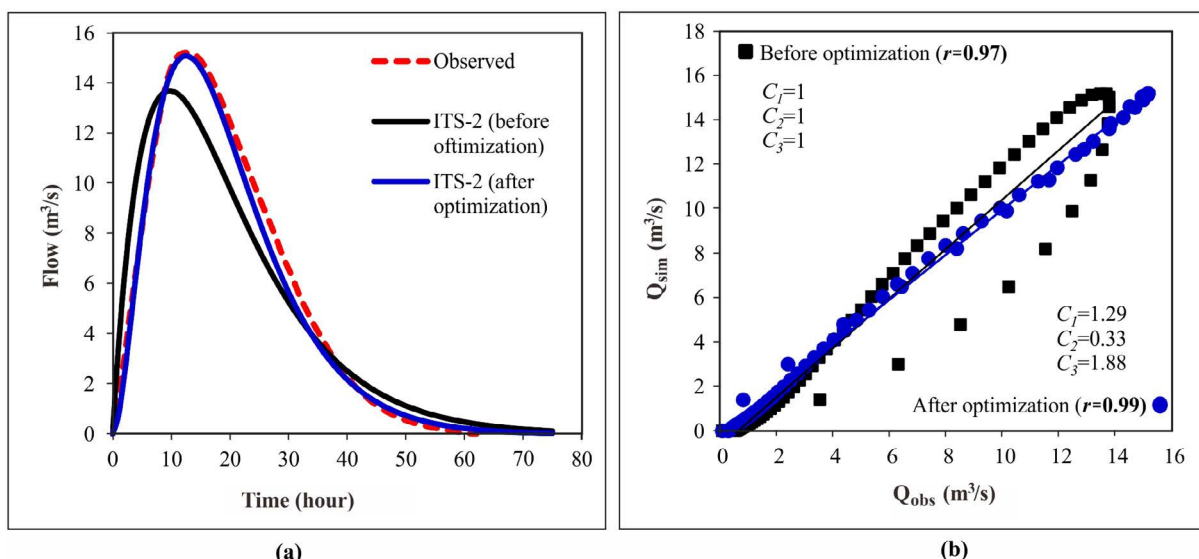 16
14
12
10
8
6
4
2
0
Flow (m³/s)
Observed
ITS-2 (before
oftimization)
ITS-2 (after
optimization)
0 10 20 30 40 50 60 70 80
Time (hour)
(a)
18
16
14
12
10
8
6
4
2
0
Qsim (m³/s)
Before optimization (r=0.97)
C1=1
C2=1
C3=1
C1=1.29
C2=0.33
C3=1.88
After optimization (r=0.99)
0 2 4 6 8 10 12 14 16
Qobs (m³/s)
(b)